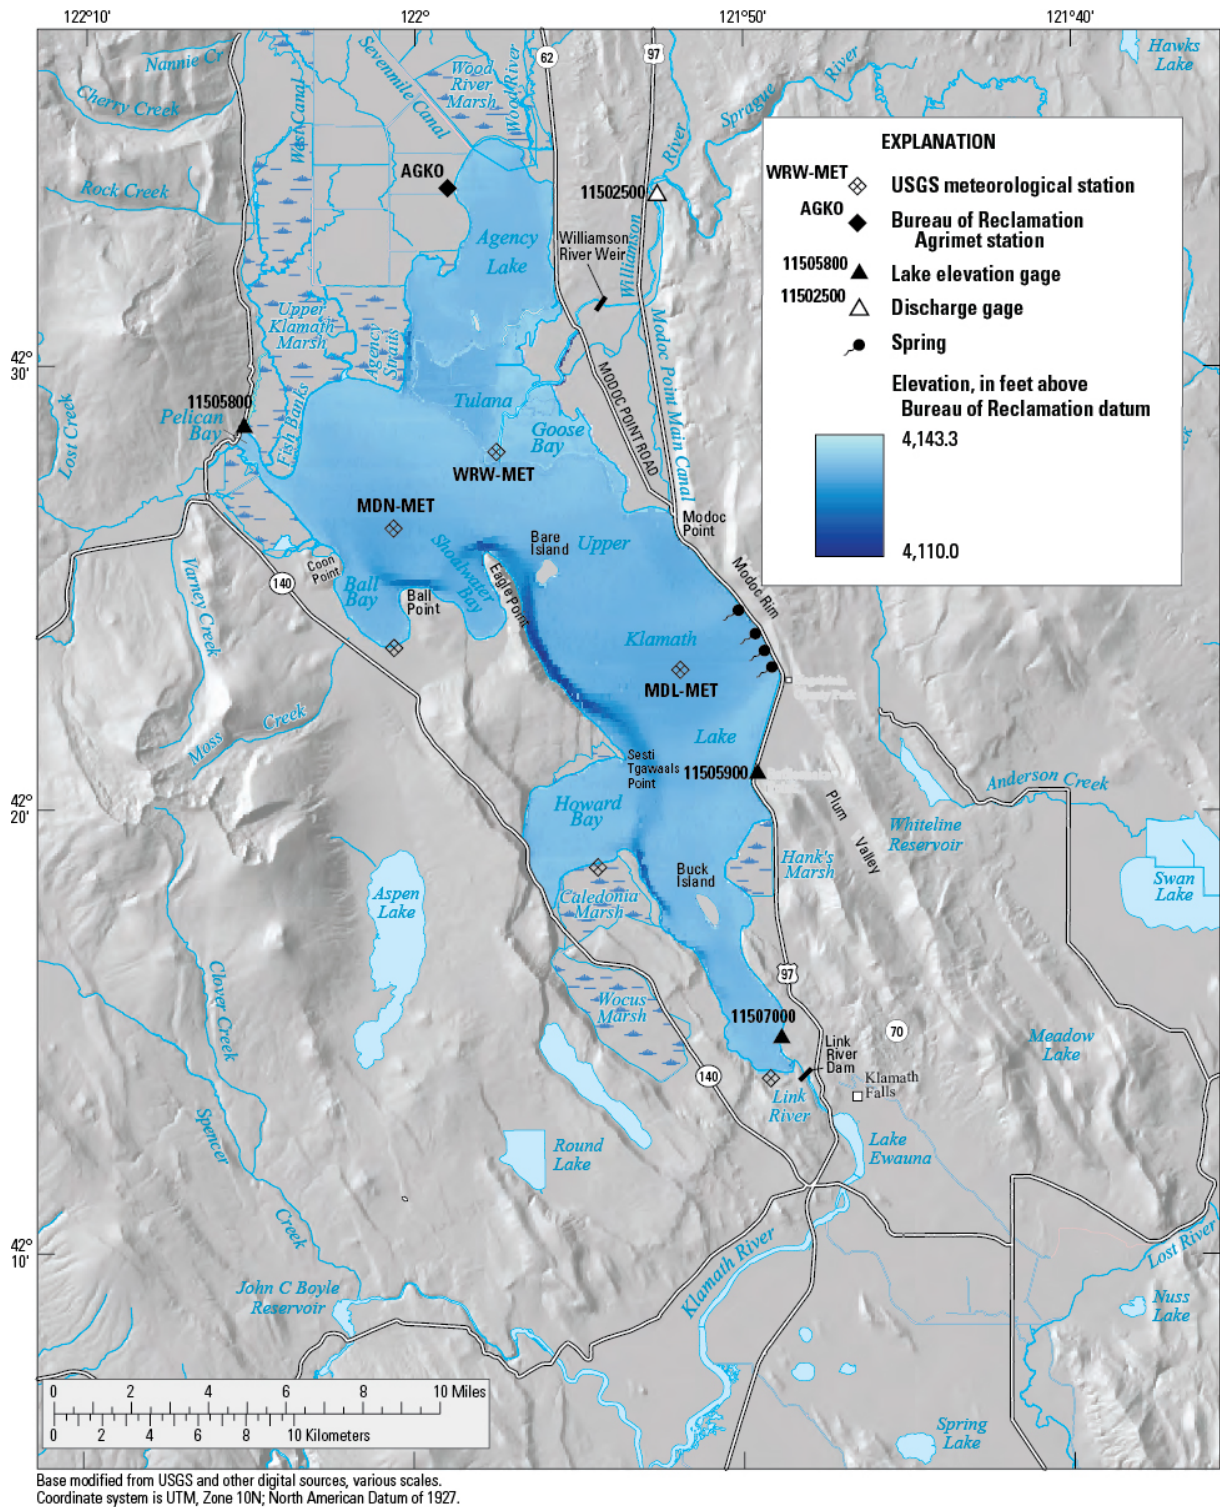 122°10'
122°
121°50'
121°40'
Nannie Cr
Cherry Creek
Rock Creek
West Canal
Sevenmile Canal
Wood
River
Marsh
Wood River
62
97
Sprague
River
Hawks
Lake
River
AGKO
11502500
Agency
Lake
Williamson
River Weir
Williamson
Upper
Klamath
Marsh
Agency
Straits
Modoc Point Main Canal
MODOC POINT ROAD
42°
30'
EXPLANATION
WRW-MET
USGS meteorological station
AGKO
Bureau of Reclamation
Agrimet station
11505800
Lake elevation gage
11502500
Discharge gage
Spring
Elevation, in feet above
Bureau of Reclamation datum
4,143.3
4,110.0
Lost Creek
11505800
Pelican
Bay
Fish Banks
Tulana
Goose
Bay
WRW-MET
MDN-MET
Modoc
Point
Bare
Island
Upper
Shoalwater
Bay
Eagle Point
Coon
Point
140
Ball
Bay
Ball
Point
Modoc Rim
Varney Creek
Klamath
MDL-MET
Moss
Creek
Lake
Sesti
Tgawaals
Point
11505900
Anderson Creek
42°
20'
Howard
Bay
Plum
Valley
Whiteline
Reservoir
Hank's
Marsh
Buck
Island
Swan
Lake
Aspen
Lake
Caledonia
Marsh
Clover Creek
97
Wocus
Marsh
11507000
70
Meadow
Lake
Link
River
Dam
140
Klamath
Falls
Link
River
Spencer
Creek
Round
Lake
Lake
Ewauna
42°
10'
Klamath River
Lost River
John C Boyle
Reservoir
Nuss
Lake
0 2 4 6 8 10 Miles
0 2 4 6 8 10 Kilometers
Spring
Lake
Base modified from USGS and other digital sources, various scales.
Coordinate system is UTM, Zone 10N; North American Datum of 1927.